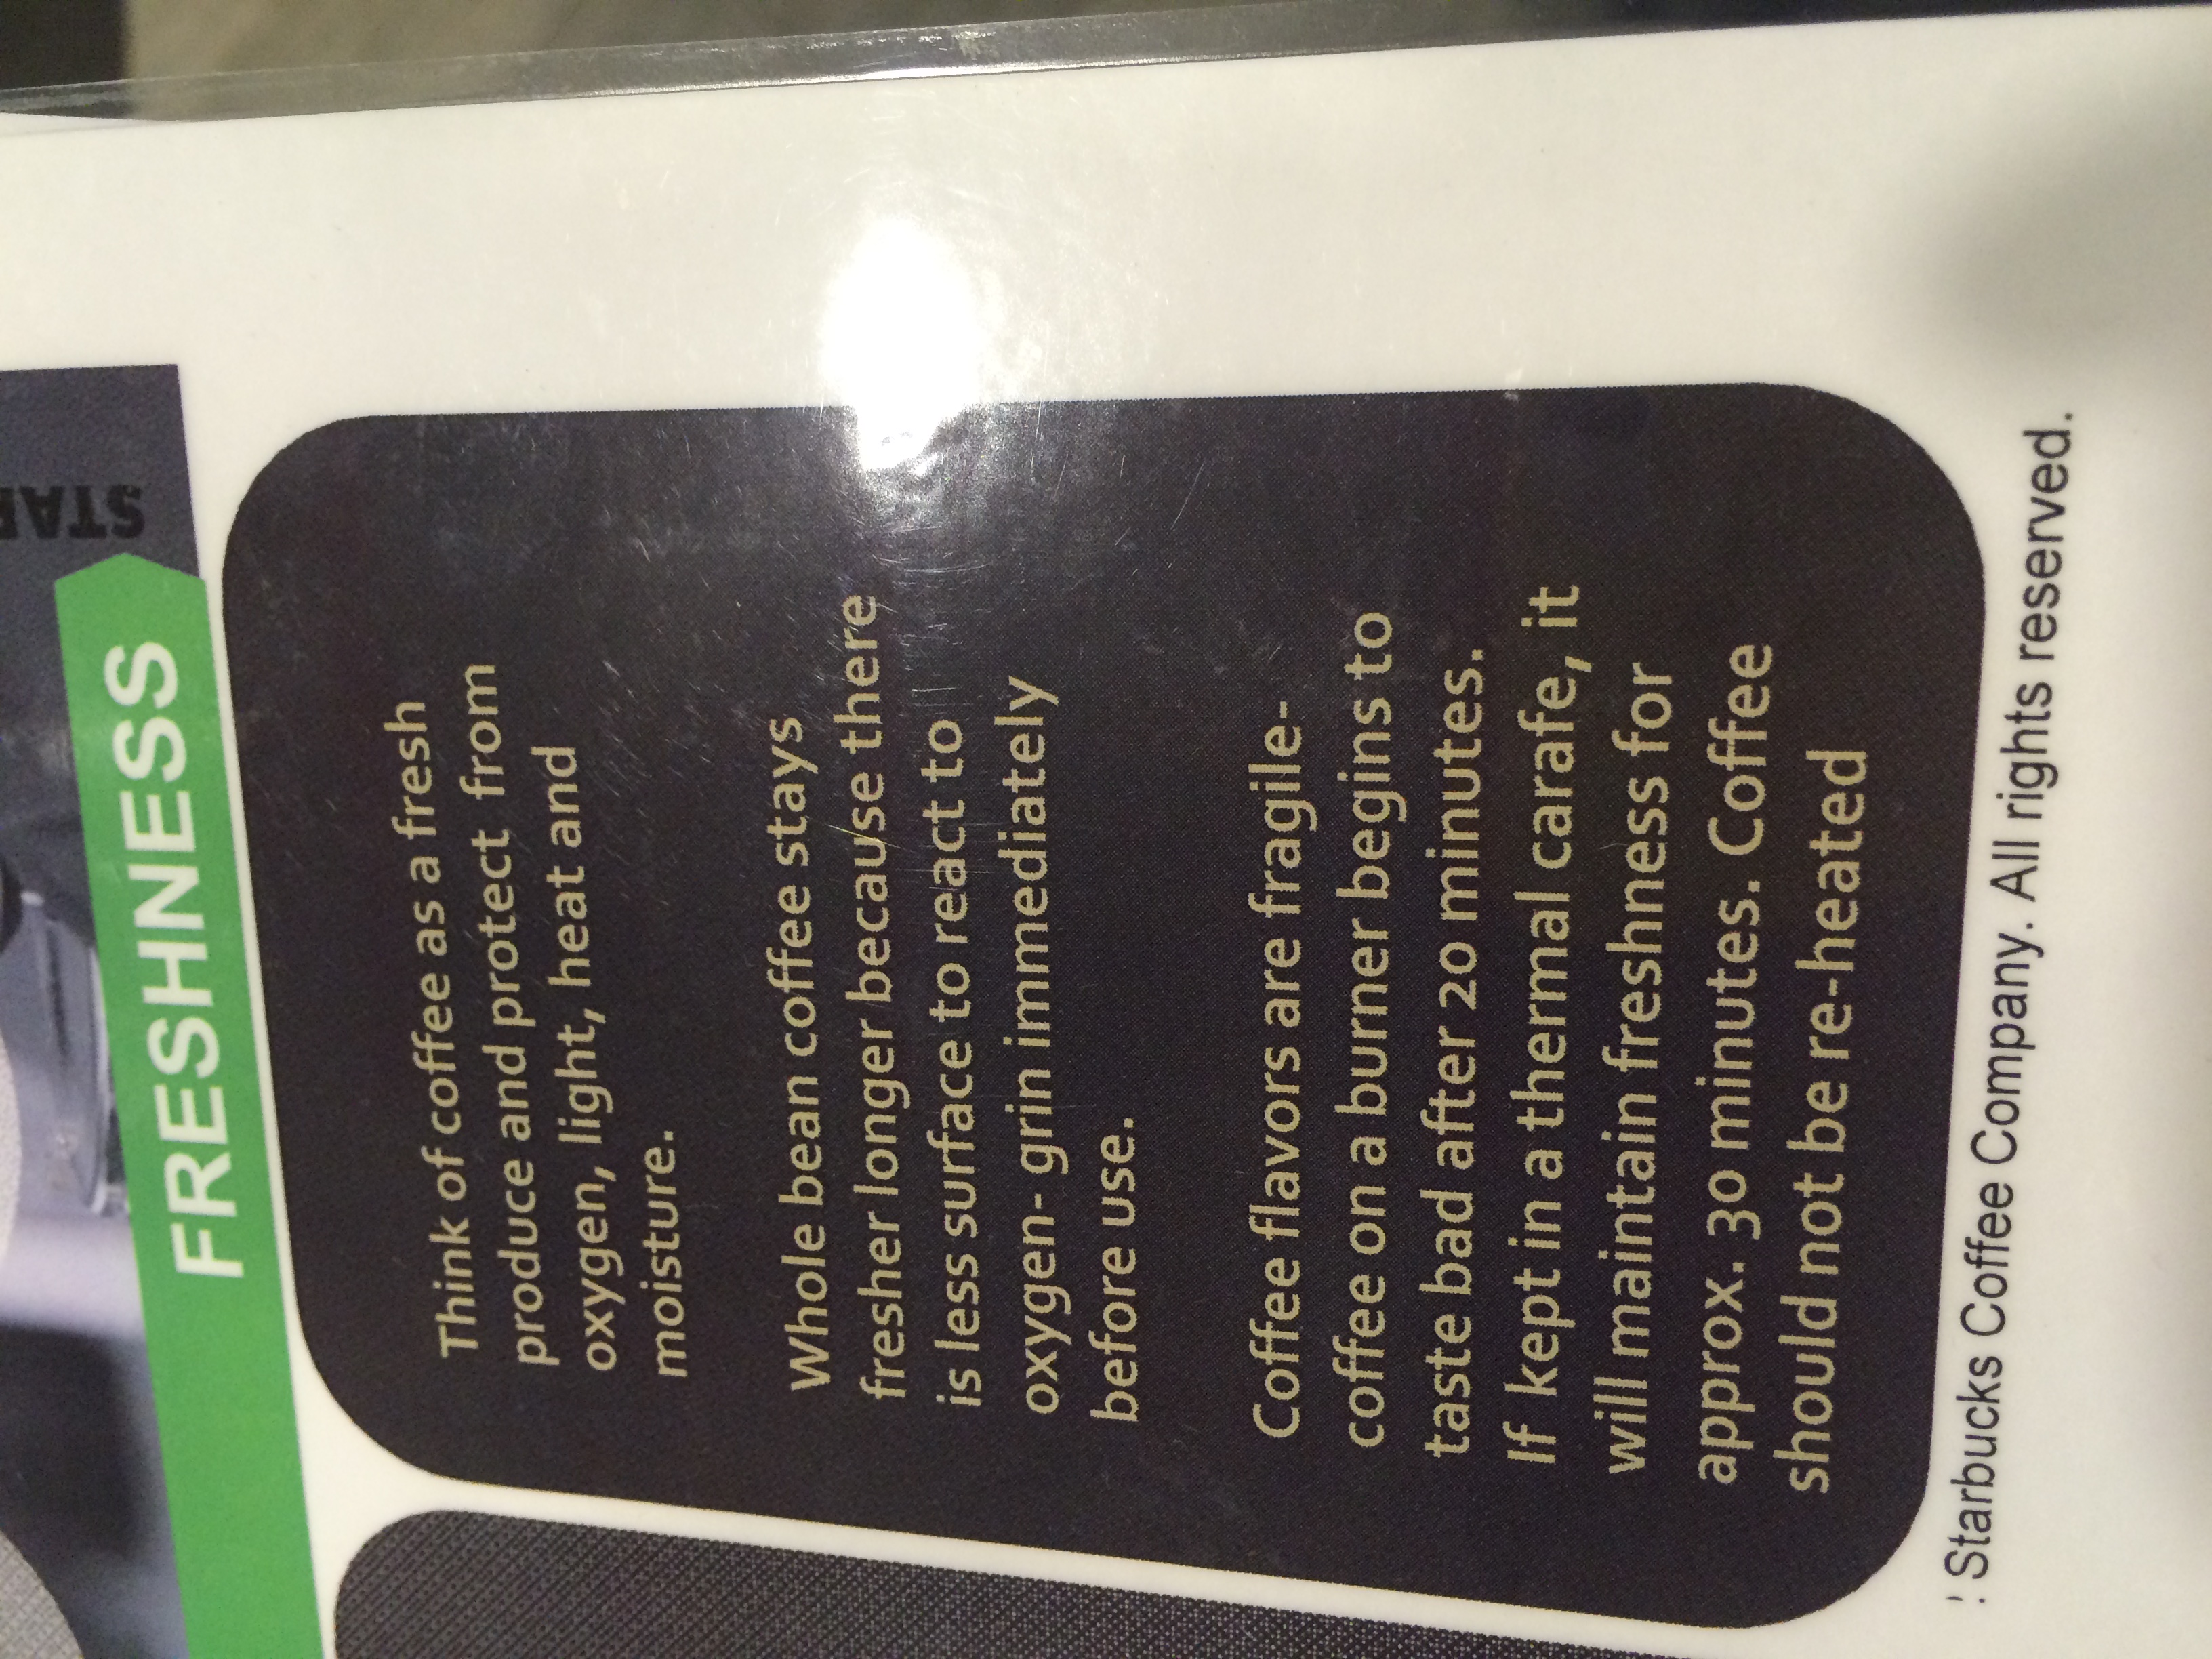 STAR
FRESHNESS
Think of coffee as a fresh
produce and protect from
oxygen, light, heat and
moisture.
Whole bean coffee stays
fresher longer because there
is less surface to react to
oxygen- grin immediately
before use.
Coffee flavors are fragile-
coffee on a burner begins to
taste bad after 20 minutes.
If kept in a thermal carafe, it
will maintain freshness for
approx. 30 minutes. Coffee
should not be re-heated
Starbucks Coffee Company. All rights reserved.